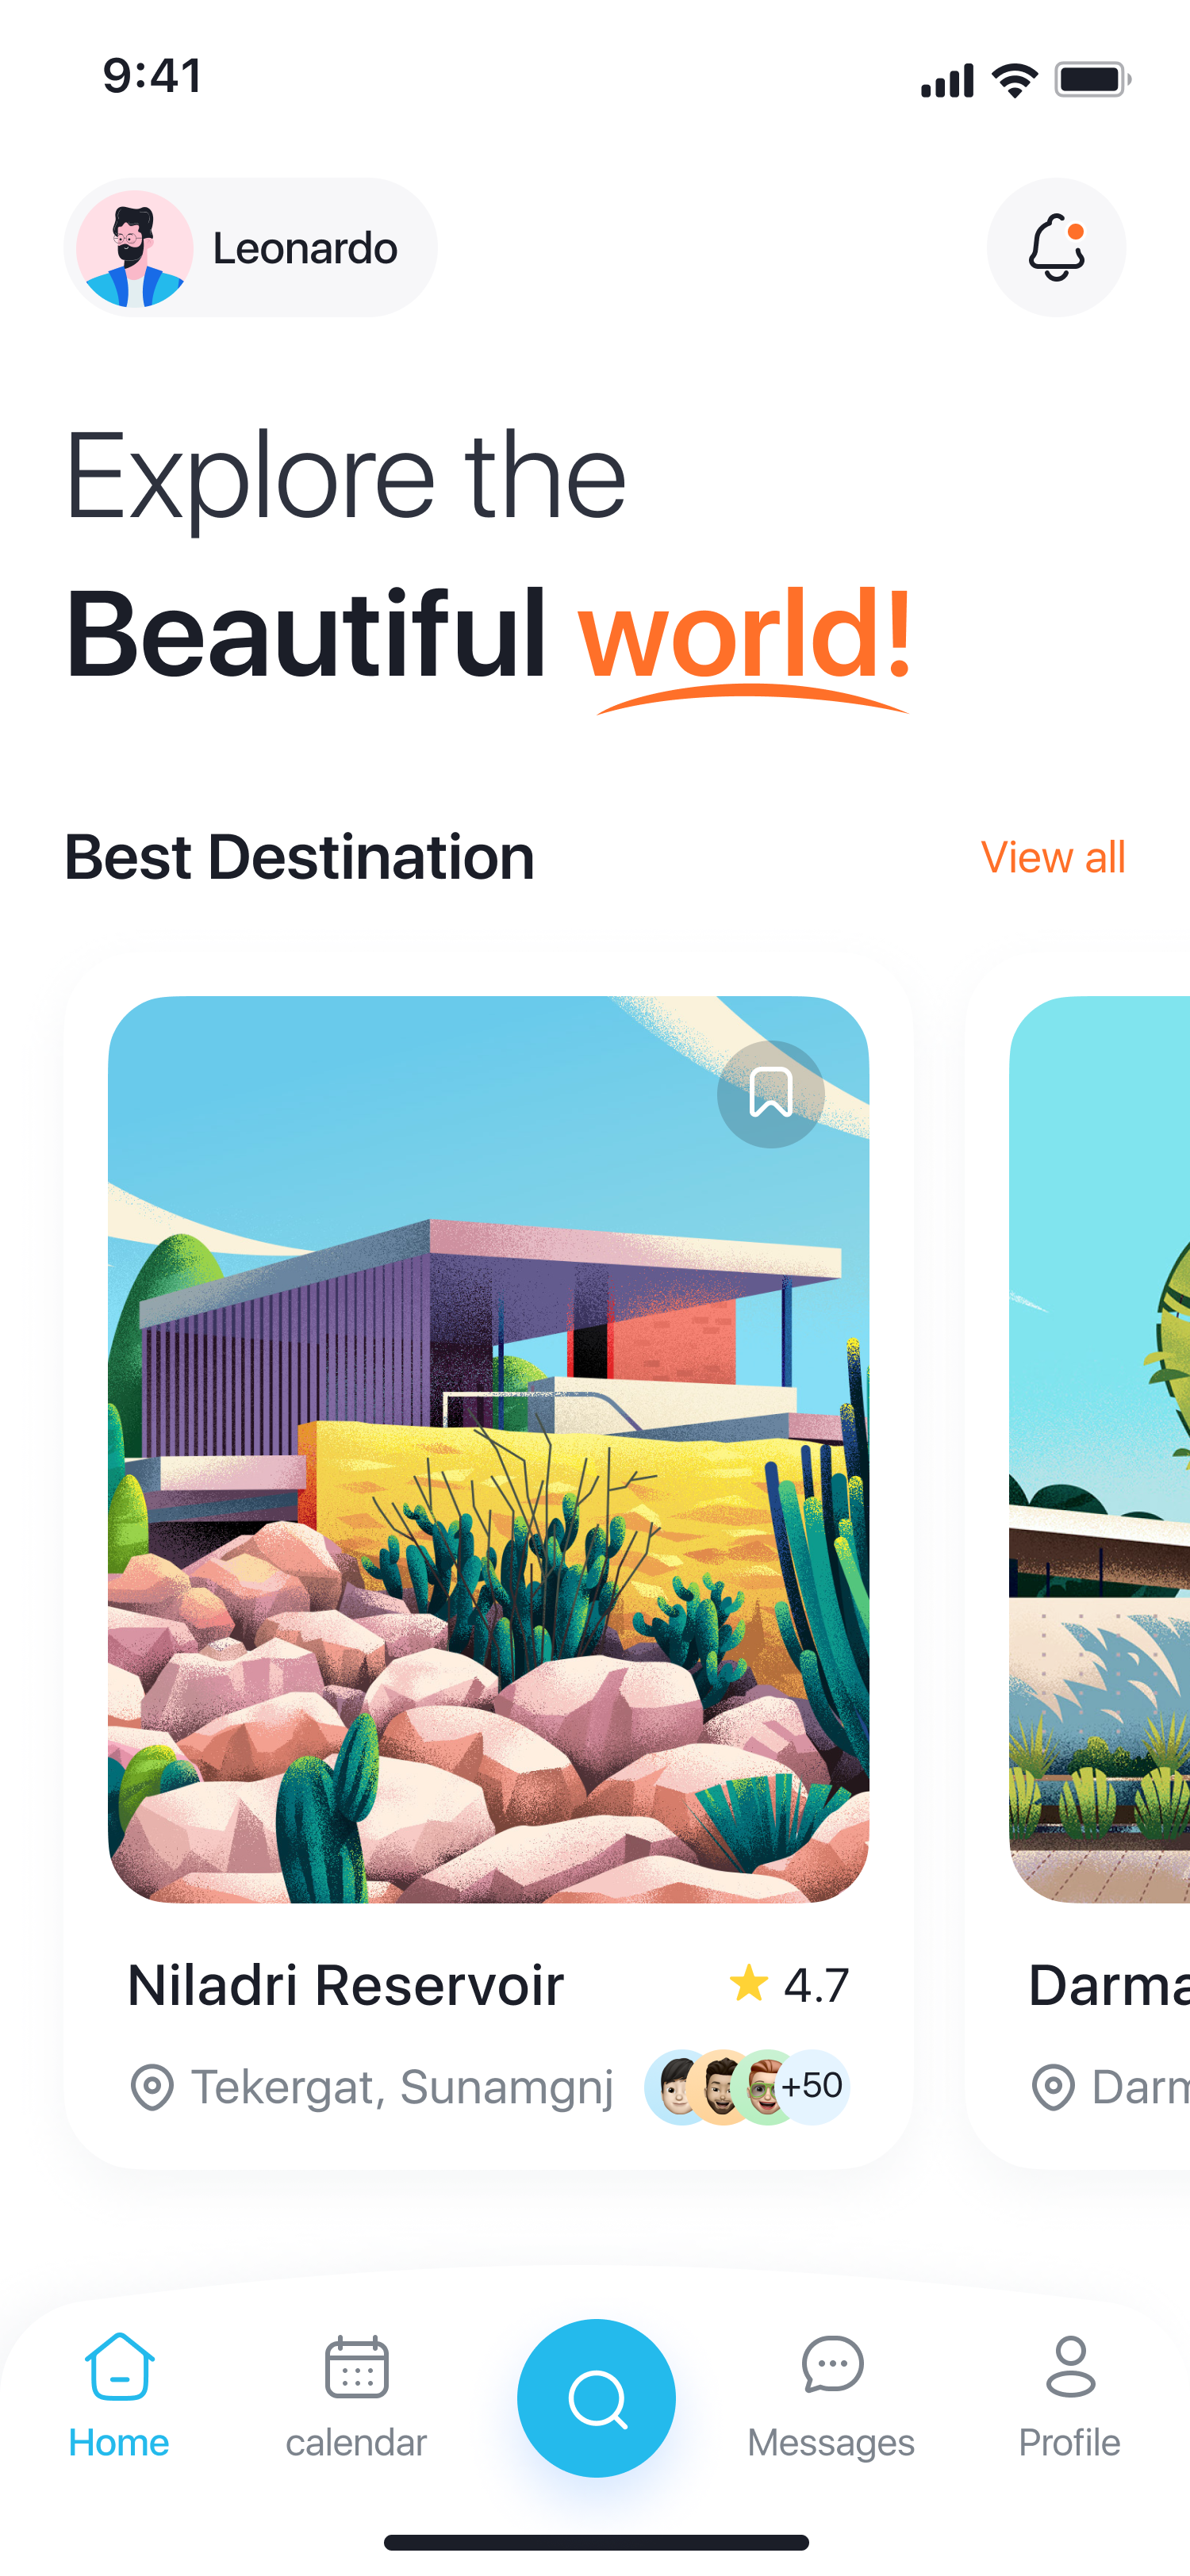 9:41
Leonardo
Explore the
Beautiful world!
Best Destination
View all
Niladri Reservoir
4.7
Darma
Tekergat, Sunamgnj
+50
Darm
Home
calendar
Messages
Profile